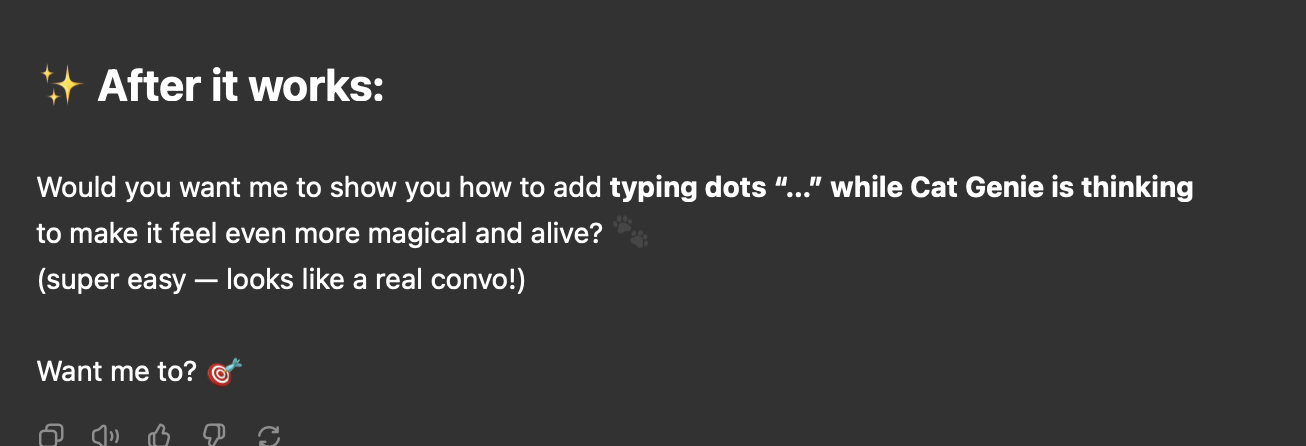 ✨ After it works:
Would you want me to show you how to add typing dots “...” while Cat Genie is thinking
to make it feel even more magical and alive? 🐾
(super easy — looks like a real convo!)
Want me to? 🎯